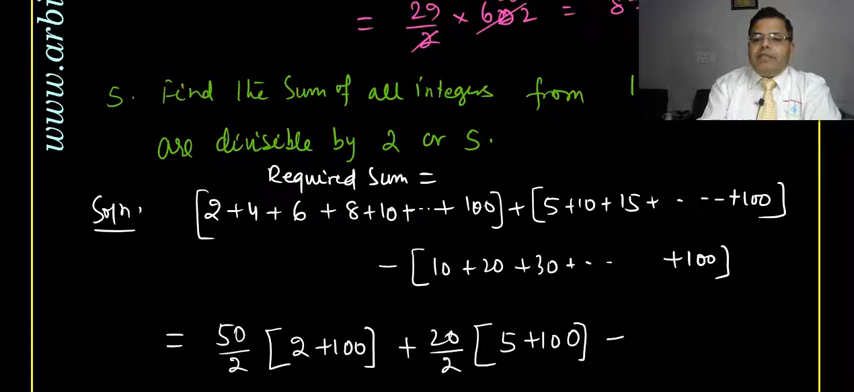 www.arbi
= 29/2 × 602 = 8
5. Find the Sum of all integers from 1
are divisible by 2 or 5.
Required Sum =
Soln: [2+4+6+8+10+...+100]+[5+10+15+.---+100]
-[10+20+30+... +100]
= 50/2 [2+100] + 20/2 [5+100] -